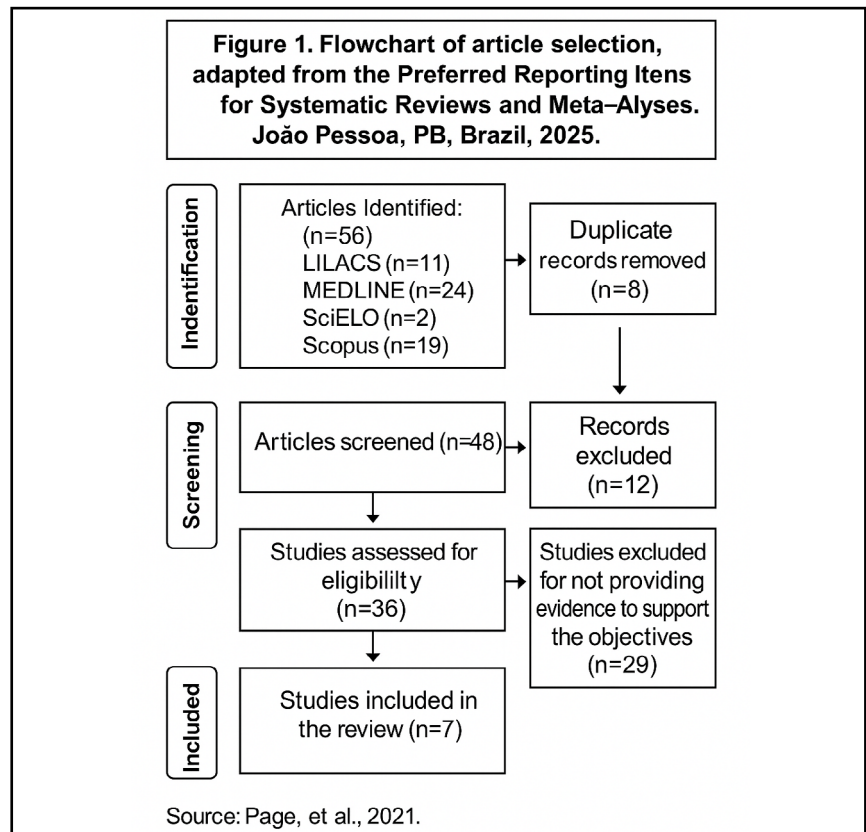 Figure 1. Flowchart of article selection,
adapted from the Preferred Reporting Itens
for Systematic Reviews and Meta–Alyses.
João Pessoa, PB, Brazil, 2025.
Indentification
Articles Identified:
(n=56)
LILACS (n=11)
MEDLINE (n=24)
SciELO (n=2)
Scopus (n=19)
Duplicate
records removed
(n=8)
Screening
Articles screened (n=48)
Records
excluded
(n=12)
Studies assessed for
eligibililty
(n=36)
Studies excluded
for not providing
evidence to support
the objectives
(n=29)
Included
Studies included in
the review (n=7)
Source: Page, et al., 2021.